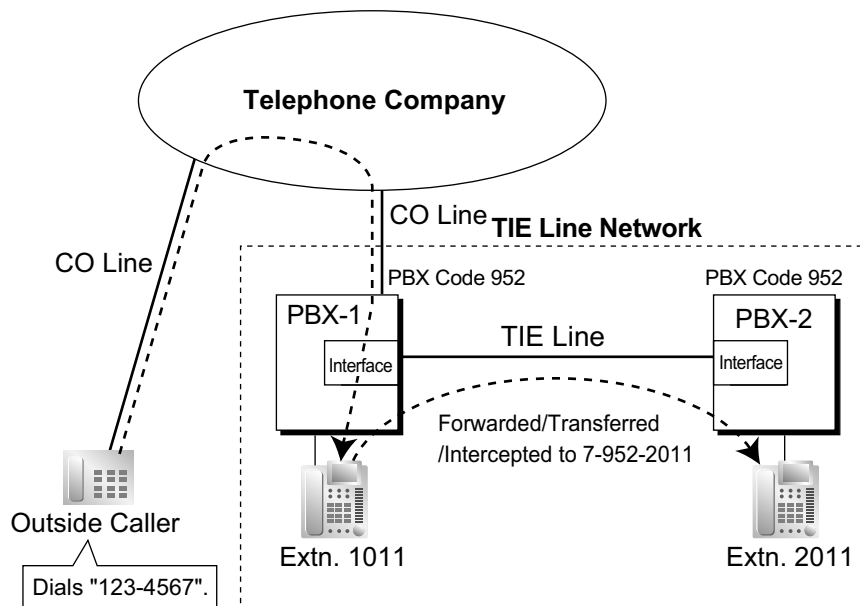 Telephone Company
CO Line
TIE Line Network
CO Line
PBX Code 952
PBX Code 952
PBX-1
PBX-2
TIE Line
Interface
Interface
Forwarded/Transferred
/Intercepted to 7-952-2011
Outside Caller
Extn. 1011
Extn. 2011
Dials "123-4567".